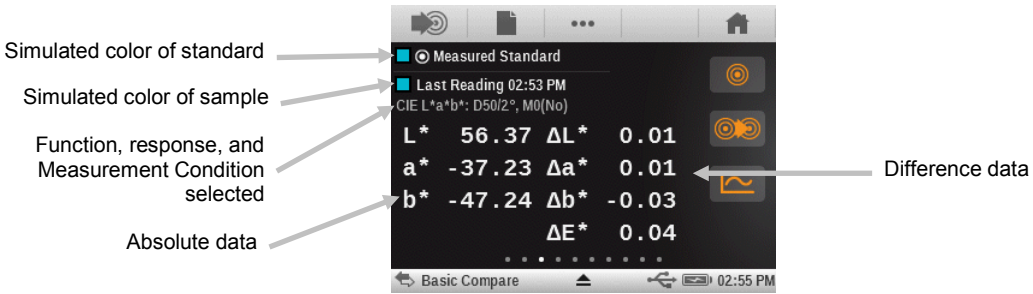 Simulated color of standard
Simulated color of sample
Function, response, and
Measurement Condition
selected
Absolute data
Measured Standard
Last Reading 02:53 PM
CIE L*a*b*: D50/2°, M0(No)
L* 56.37 ΔL* 0.01
a* -37.23 Δa* 0.01
b* -47.24 Δb* -0.03
ΔE* 0.04
Basic Compare
02:55 PM
Difference data